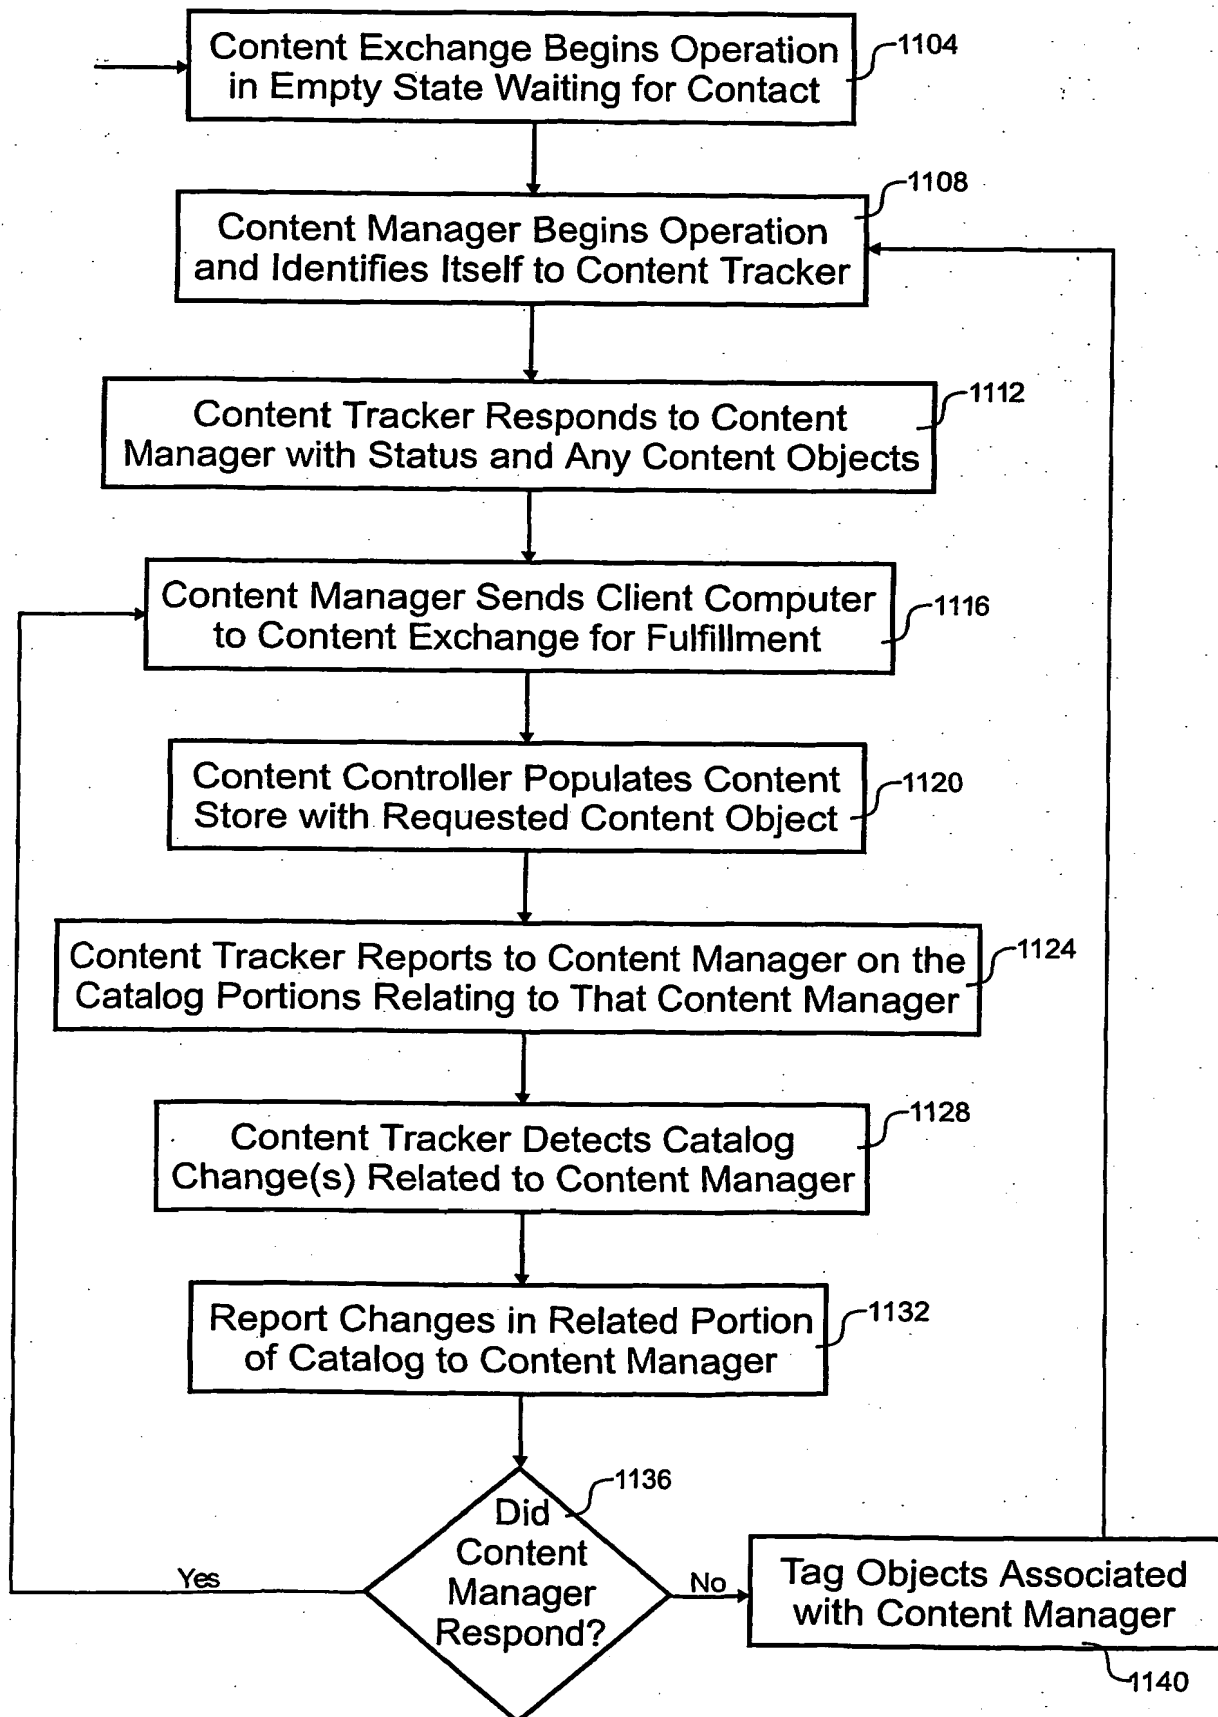 Content Exchange Begins Operation
in Empty State Waiting for Contact
1104
1108
Content Manager Begins Operation
and Identifies Itself to Content Tracker
1112
Content Tracker Responds to Content
Manager with Status and Any Content Objects
Content Manager Sends Client Computer
to Content Exchange for Fulfillment
1116
Content Controller Populates Content
Store with Requested Content Object
1120
Content Tracker Reports to Content Manager on the
Catalog Portions Relating to That Content Manager
1124
1128
Content Tracker Detects Catalog
Change(s) Related to Content Manager
Report Changes in Related Portion
of Catalog to Content Manager
1132
1136
Did
Content
Manager
Respond?
Yes
No
Tag Objects Associated
with Content Manager
1140